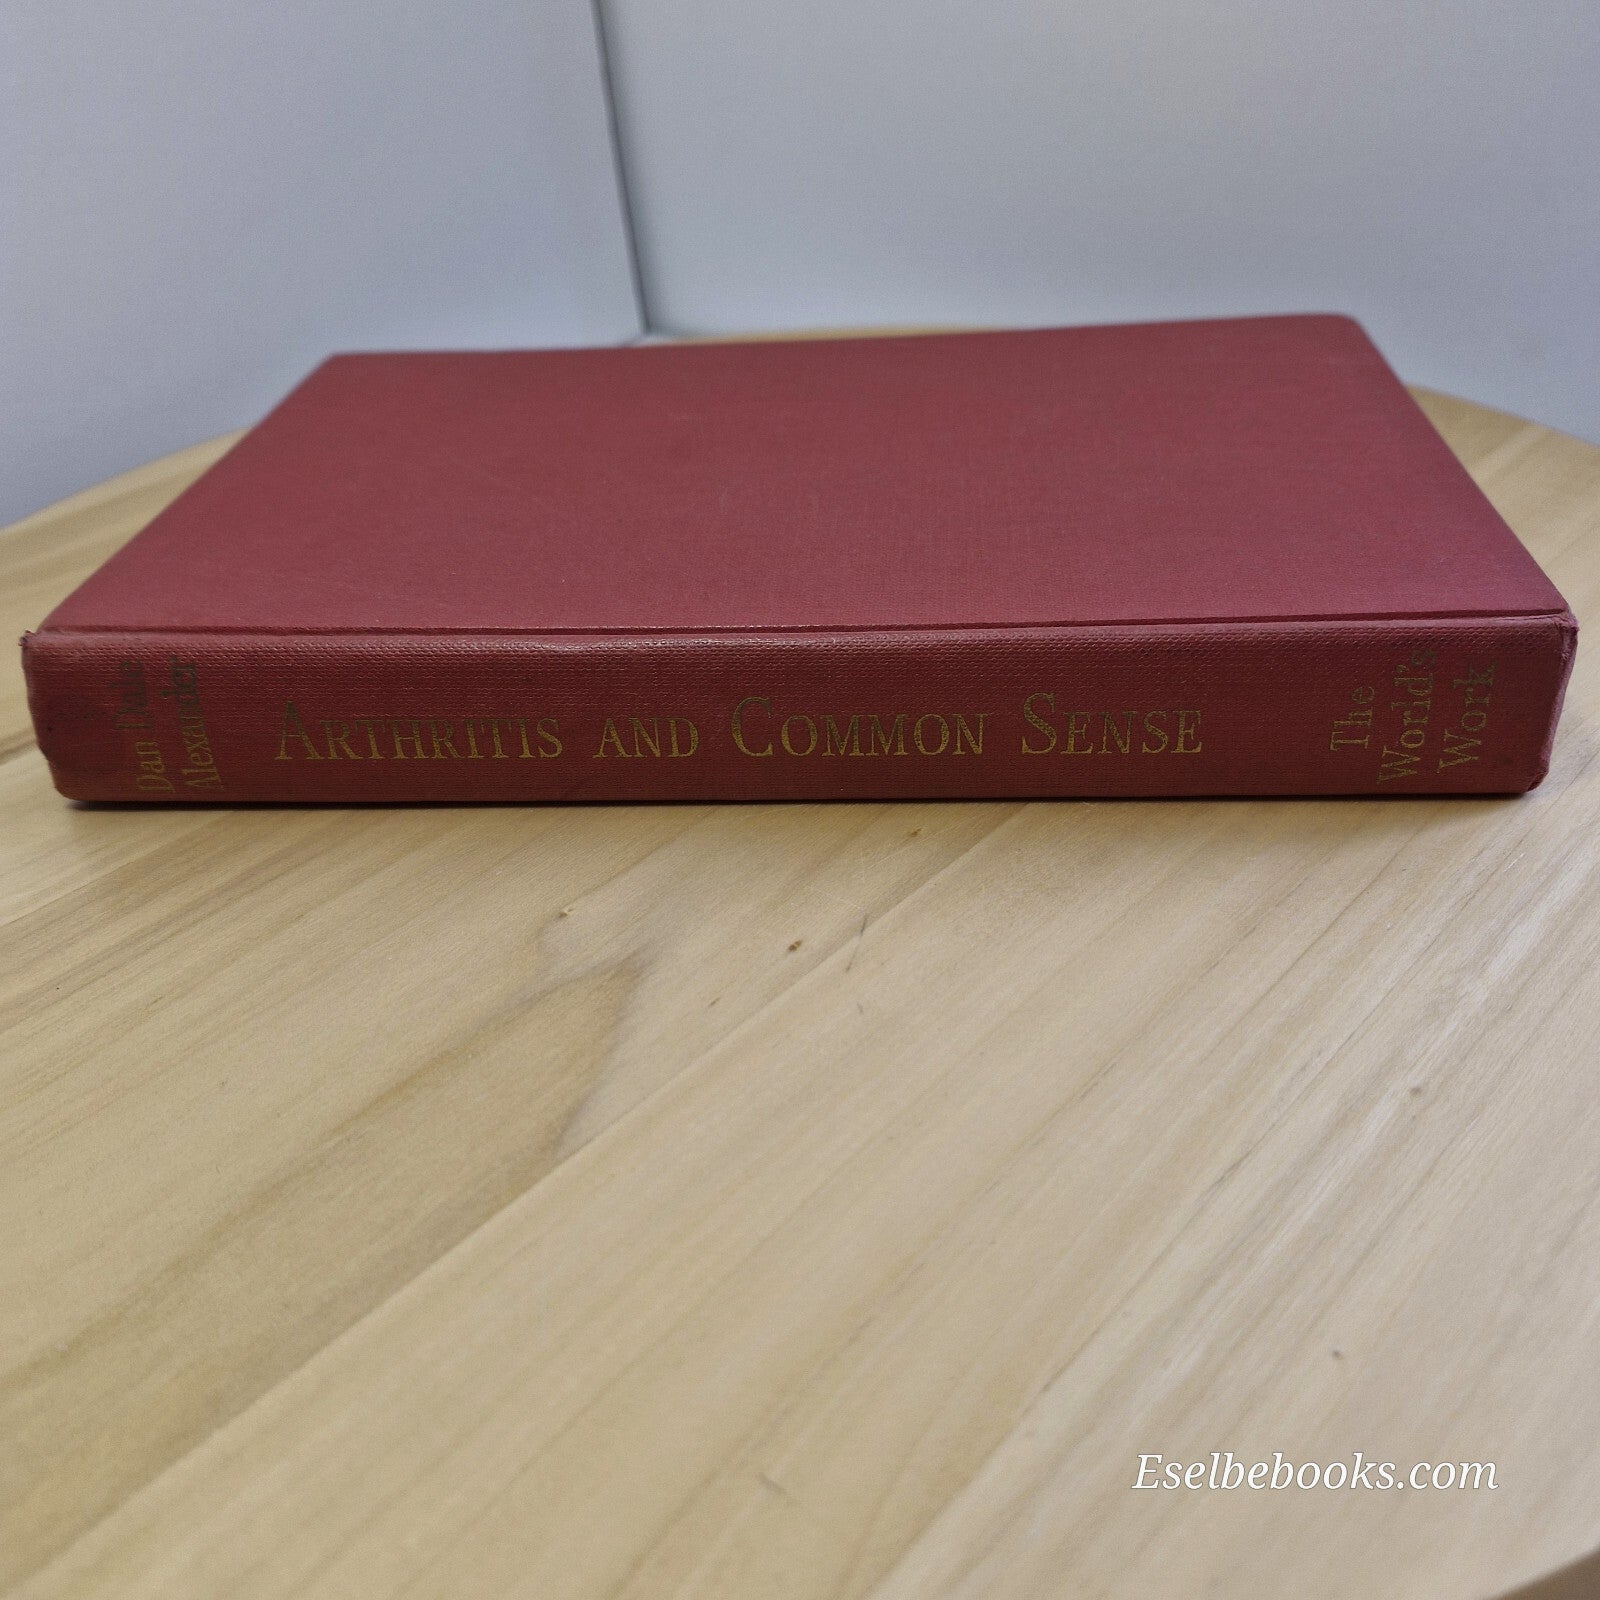 Dan Dale
Alexander
ARTHRITIS AND COMMON SENSE
The
World's
Work
Eselbebooks.com